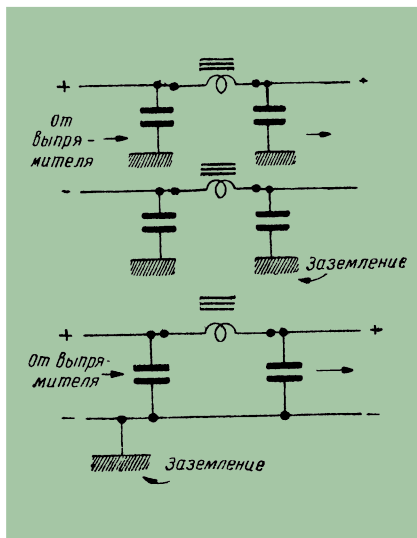 + +
От
выпря-
мителя
-
Заземление
+ +
От выпря-
мителя
- -
Заземление